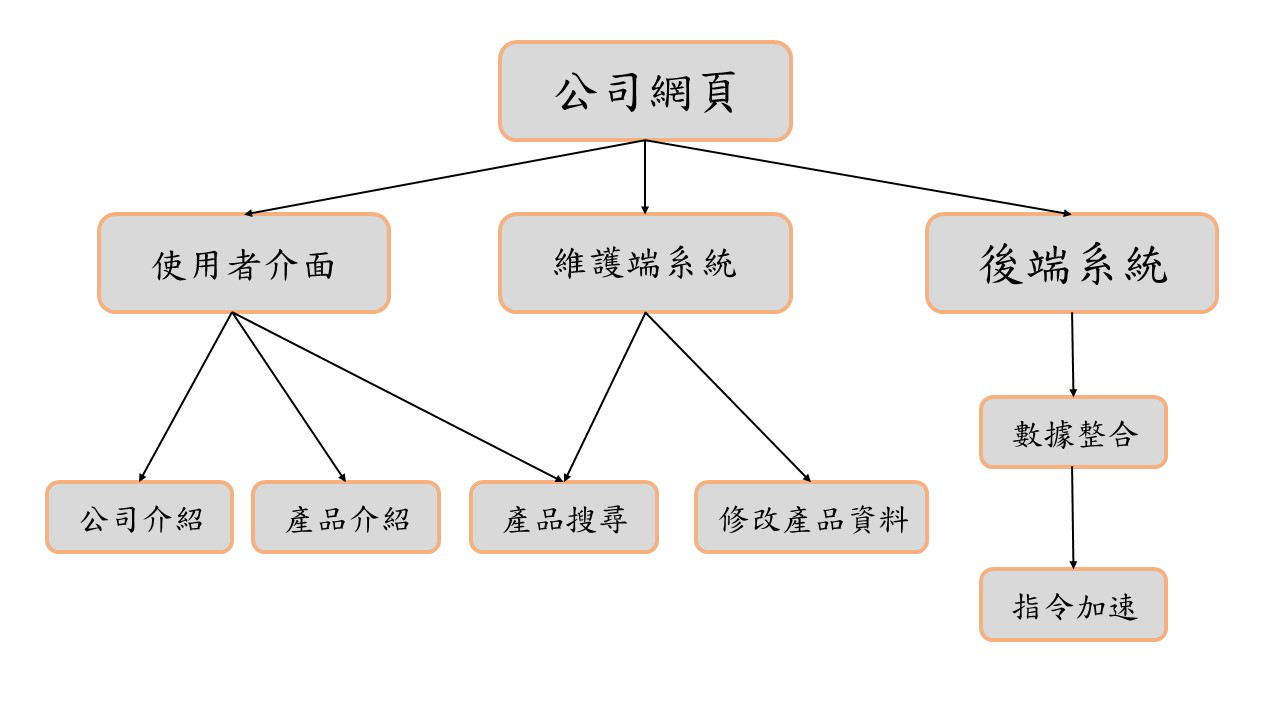 公司網頁
使用者介面
維護端系統
後端系統
數據整合
公司介紹
產品介紹
產品搜尋
修改產品資料
指令加速